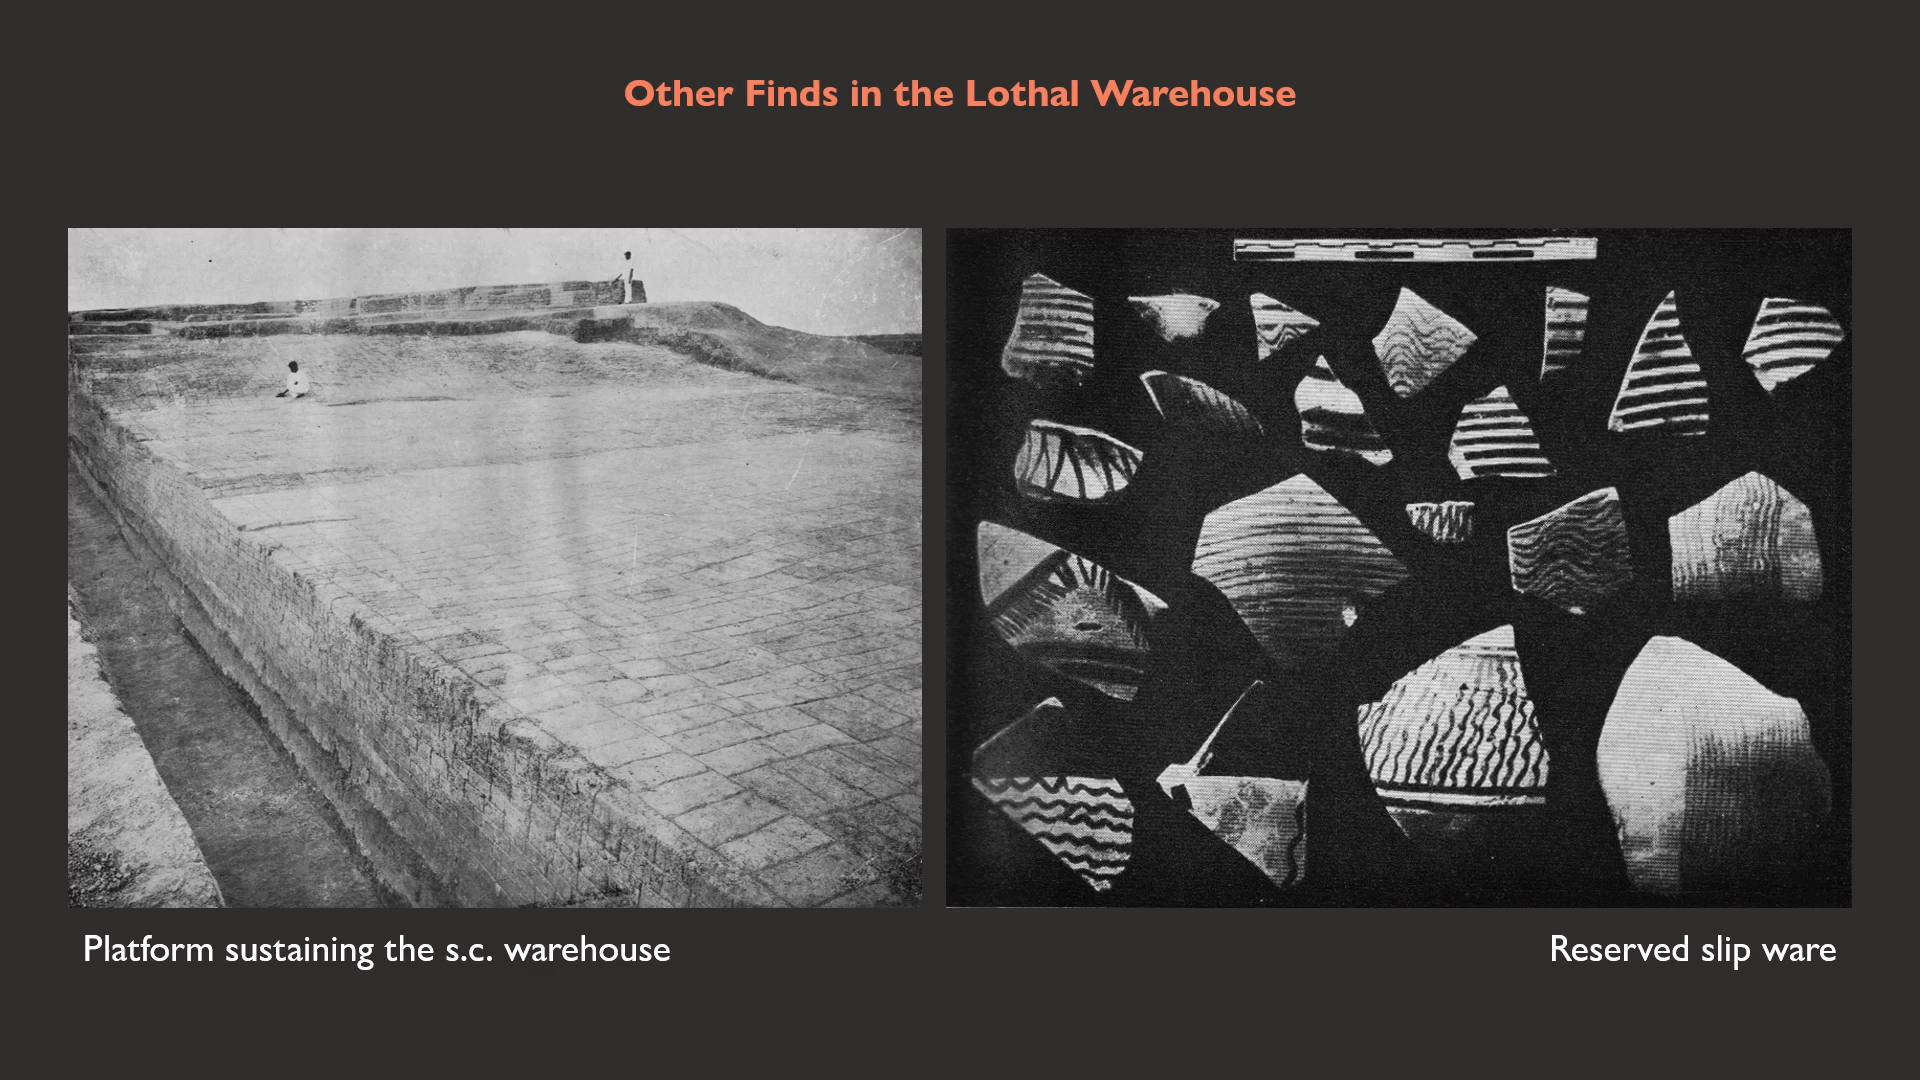 Other Finds in the Lothal Warehouse
Platform sustaining the s.c. warehouse
Reserved slip ware